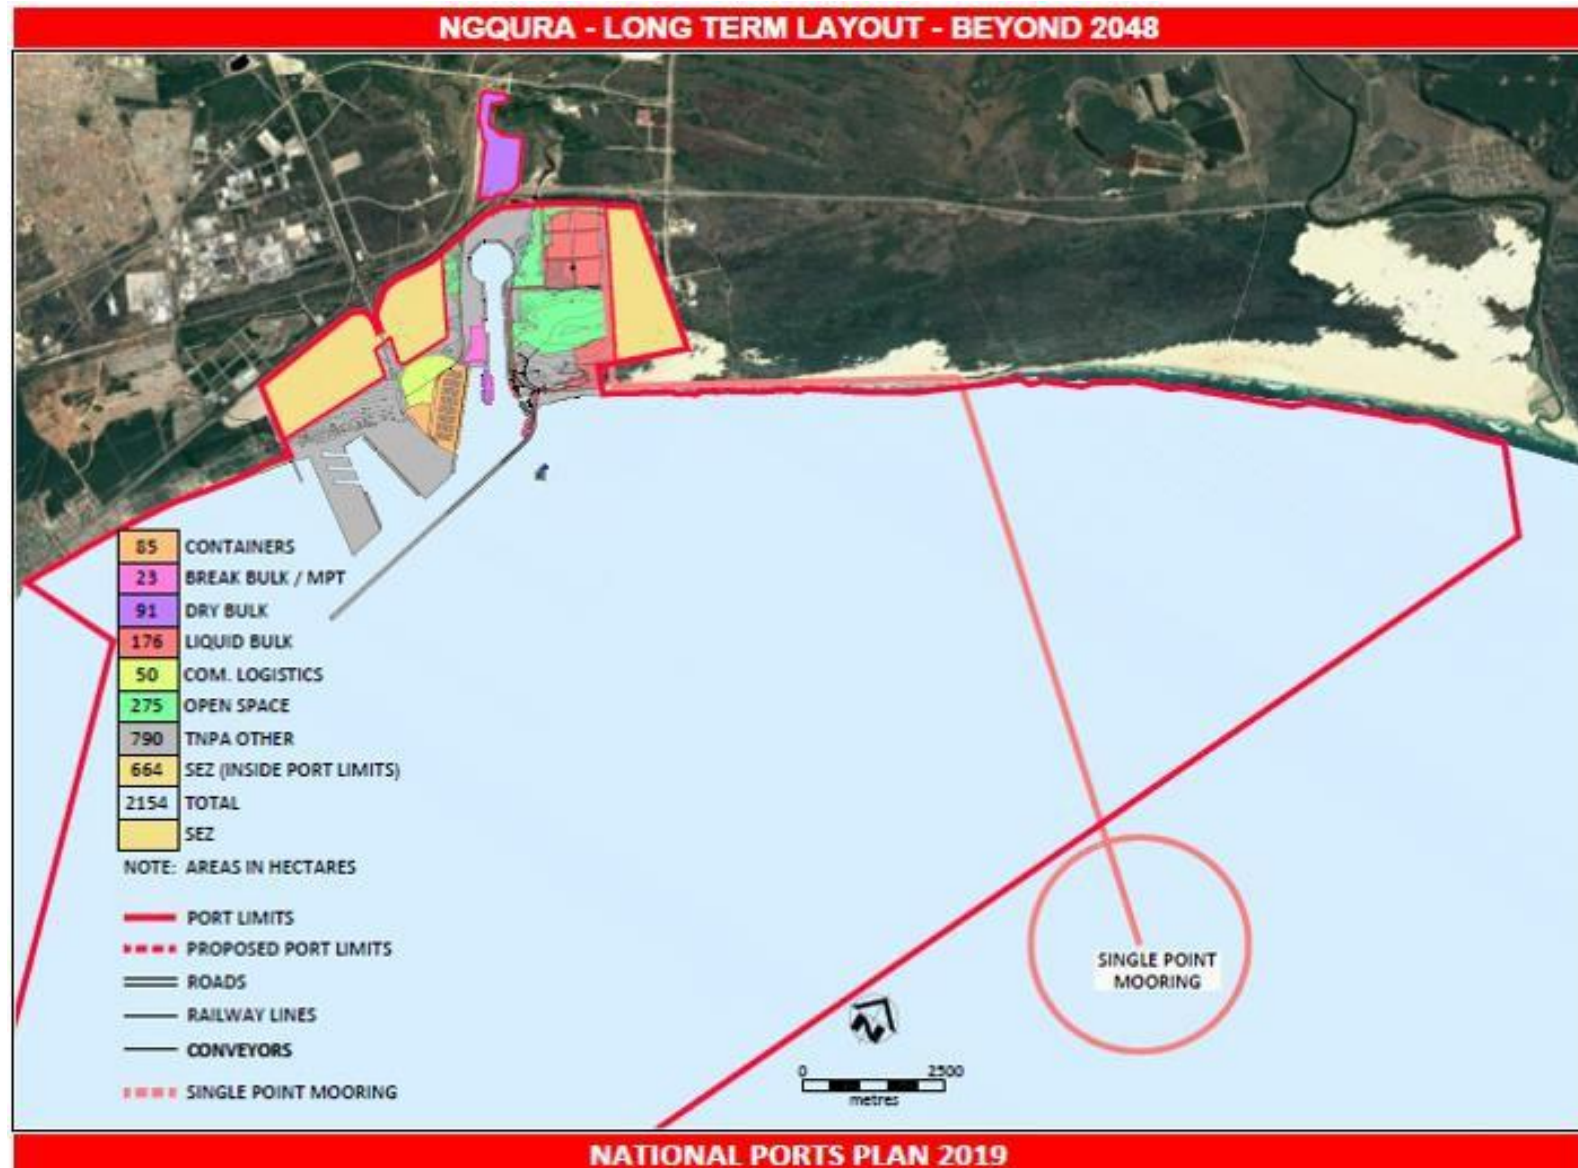 NGQURA - LONG TERM LAYOUT - BEYOND 2048
85 CONTAINERS
23 BREAK BULK / MPT
91 DRY BULK
176 LIQUID BULK
50 COM. LOGISTICS
275 OPEN SPACE
790 TNPA OTHER
664 SEZ (INSIDE PORT LIMITS)
2154 TOTAL
SEZ
NOTE: AREAS IN HECTARES
PORT LIMITS
PROPOSED PORT LIMITS
ROADS
RAILWAY LINES
CONVEYORS
SINGLE POINT MOORING
SINGLE POINT
MOORING
N
0 2500
metres
NATIONAL PORTS PLAN 2019